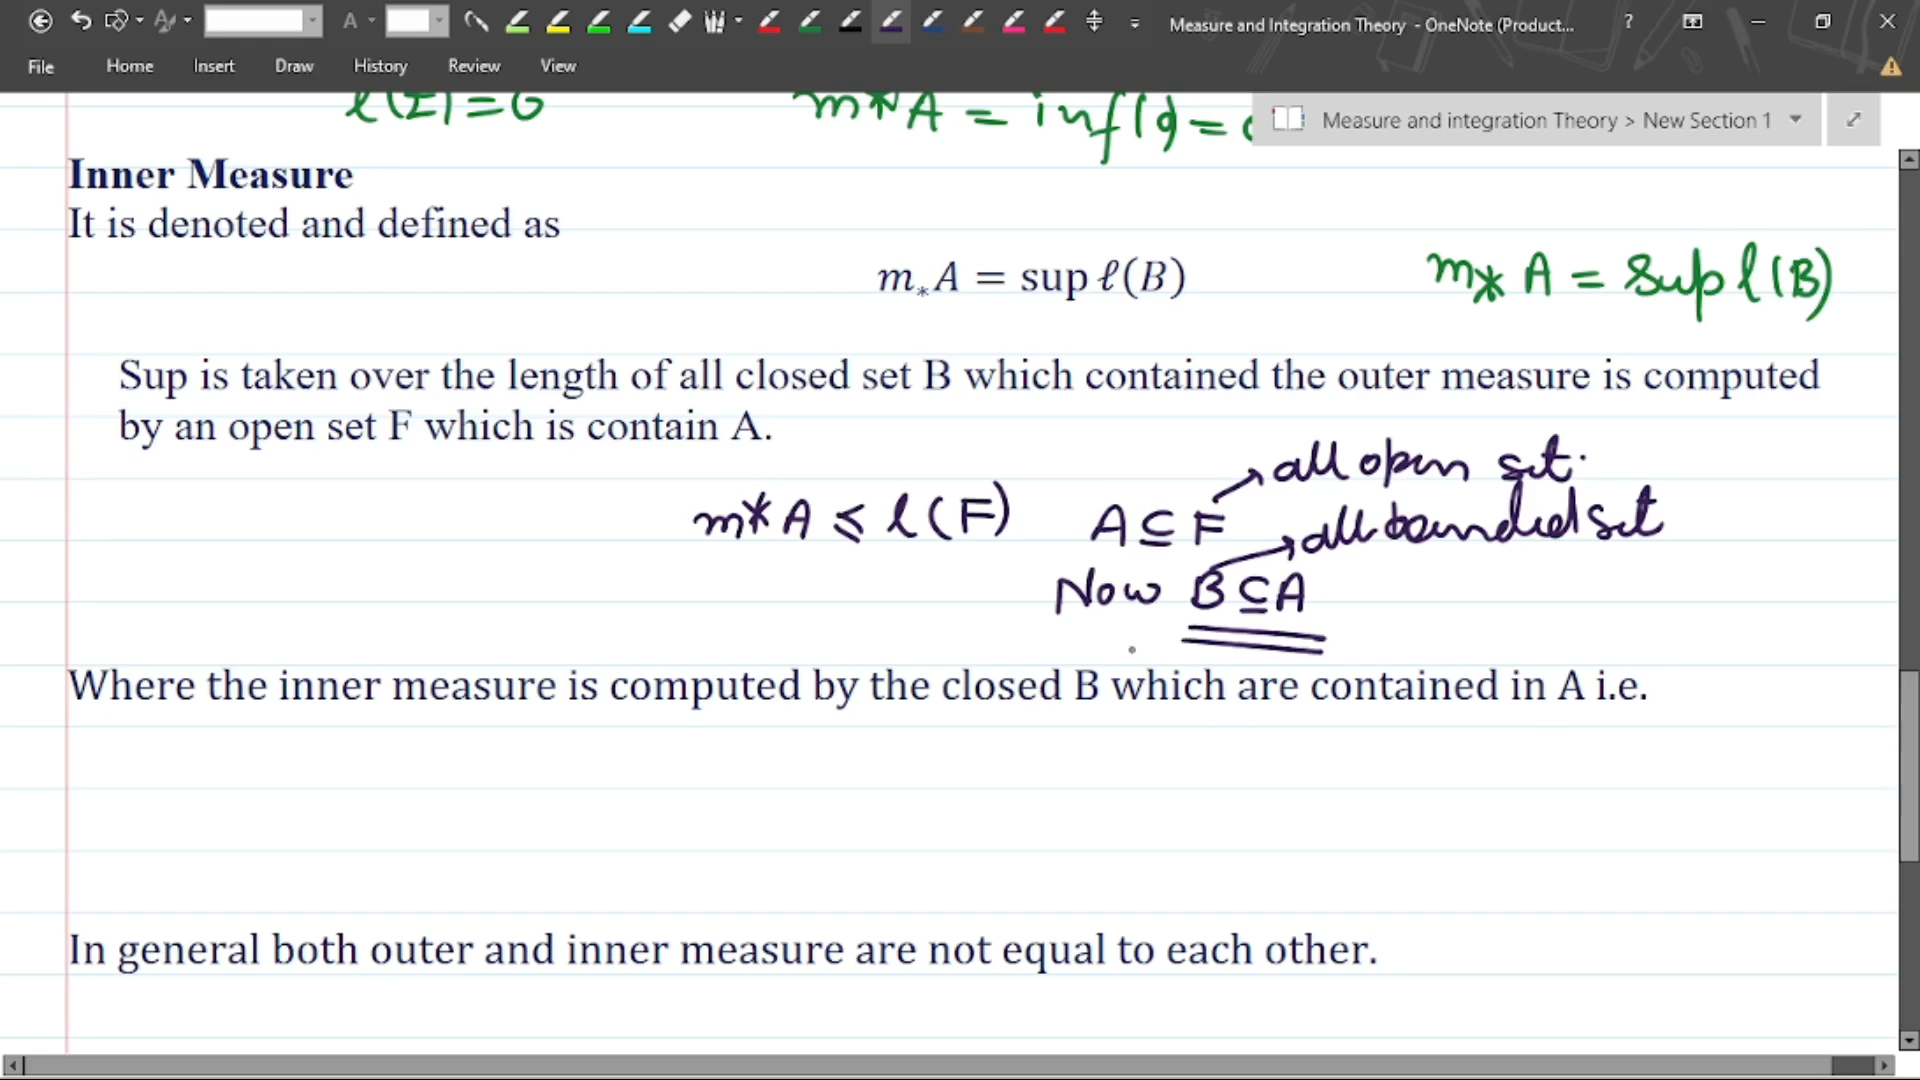 Measure and Integration Theory - OneNote (Product...
File Home Insert Draw History Review View
ℓ(I) = 0 m*A = inf(0) =
Measure and integration Theory > New Section 1
Inner Measure
It is denoted and defined as
m⁎A = sup ℓ(B) m⁎ A = Sup ℓ(B)
Sup is taken over the length of all closed set B which contained the outer measure is computed
by an open set F which is contain A.
→ all open set.
m*A ⩽ ℓ(F) A ⊆ F
→ all bounded set
Now B ⊆ A
Where the inner measure is computed by the closed B which are contained in A i.e.
In general both outer and inner measure are not equal to each other.